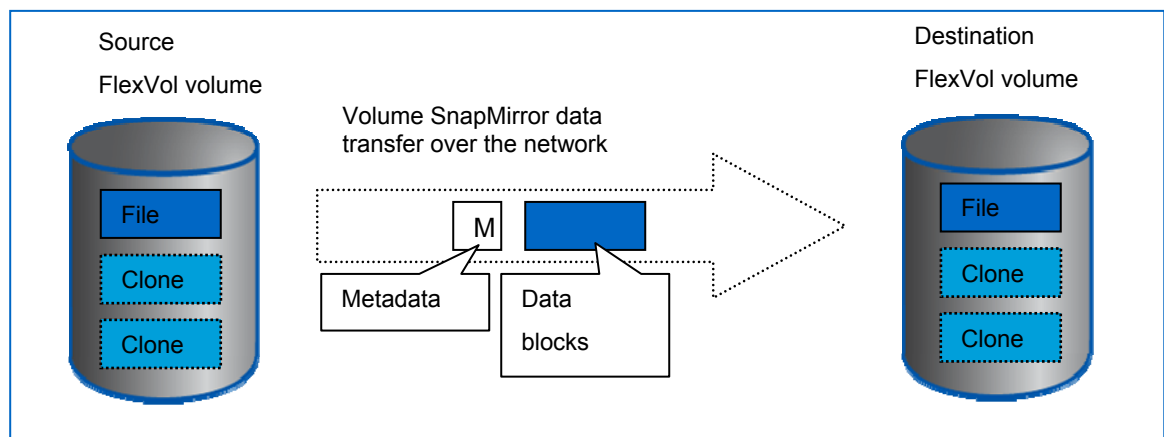 Source
FlexVol volume
Destination
FlexVol volume
Volume SnapMirror data
transfer over the network
File
Clone
Clone
M
Metadata
Data
blocks
File
Clone
Clone